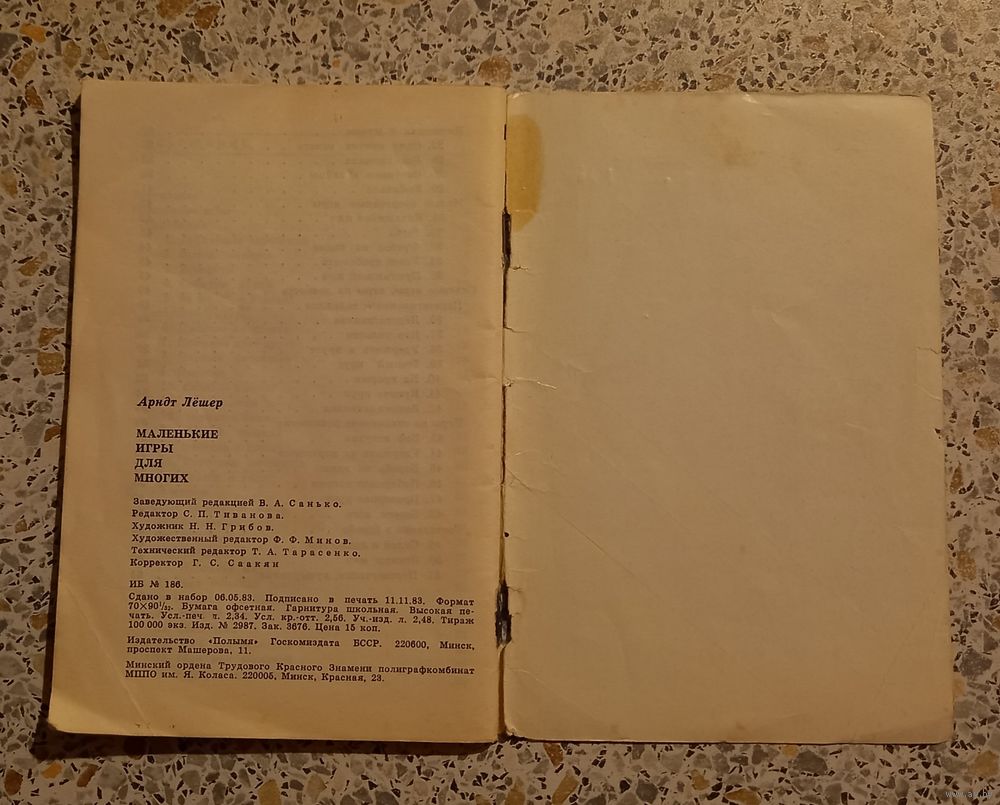 Арндт Лёшер
МАЛЕНЬКИЕ
ИГРЫ
ДЛЯ
МНОГИХ
Заведующий редакцией В. А. Санько.
Редактор С. П. Тиванова.
Художник Н. Н. Грибов.
Художественный редактор Ф. Ф. Минов.
Технический редактор Т. А. Тарасенко.
Корректор Г. С. Саакян
ИБ № 186.
Сдано в набор 06.05.83. Подписано в печать 11.11.83. Формат
70×90¹/₃₂. Бумага офсетная. Гарнитура школьная. Высокая пе-
чать. Усл.-печ. л. 2,34. Усл. кр.-отт. 2,56. Уч.-изд. л. 2,48. Тираж
100 000 экз. Изд. № 2987. Зак. 3676. Цена 15 коп.
Издательство «Полымя» Госкомиздата БССР. 220600, Минск,
проспект Машерова, 11.
Минский ордена Трудового Красного Знамени полиграфкомбинат
МППО им. Я. Коласа. 220005, Минск, Красная, 23.